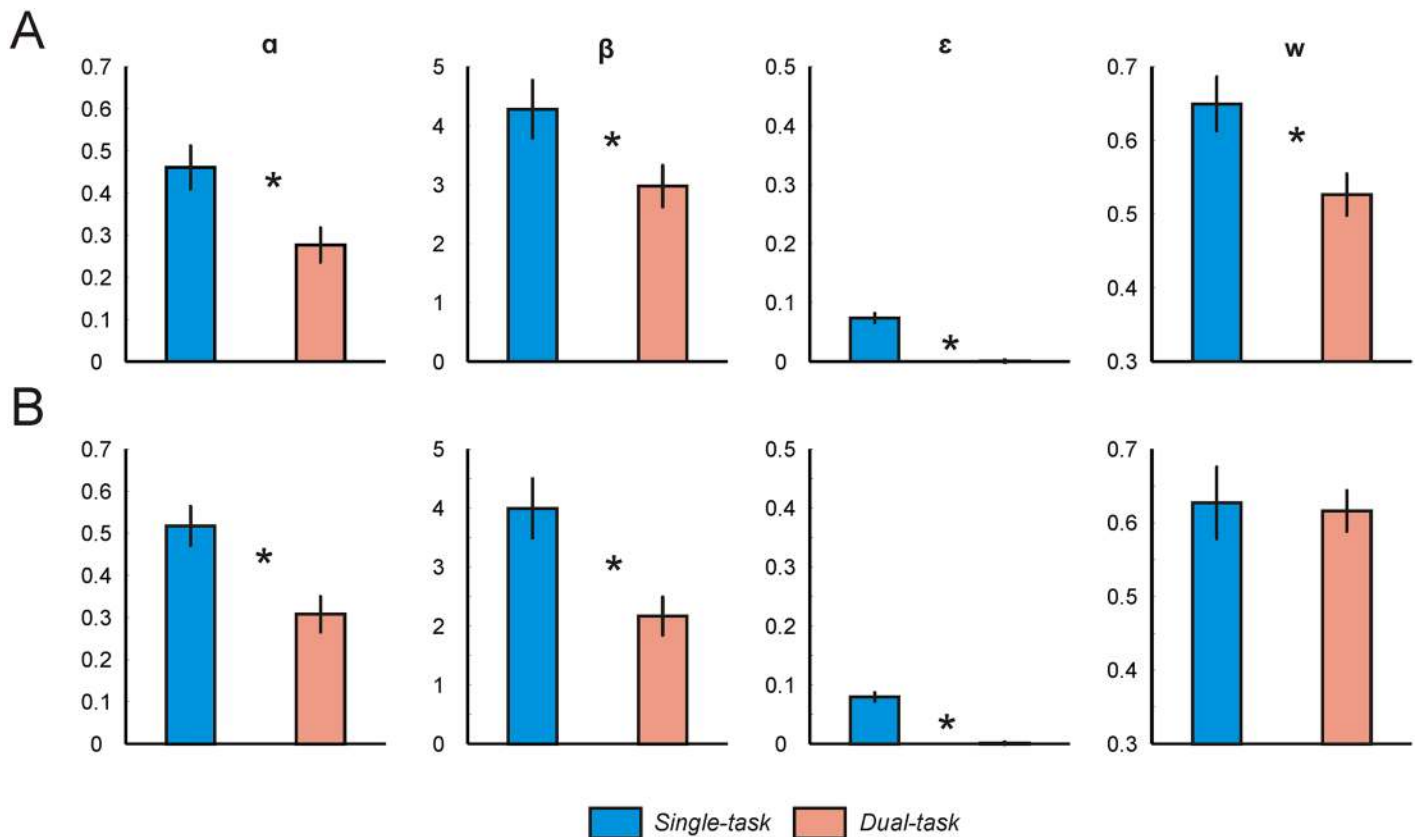 A
α β ε w
0.7 5 0.5 0.7
0.6
0.5 4 0.4 0.6
0.4 3 0.3
0.3 2 0.2 0.5
0.2 1 0.1 0.4
0.1
0 0 0 0.3
* * * *
B
0.7 5 0.5 0.7
0.6 4 0.4
0.5 0.6
0.4 3 0.3
0.3 2 0.2 0.5
0.2 1 0.1 0.4
0.1
0 0 0 0.3
* * *
Single-task Dual-task